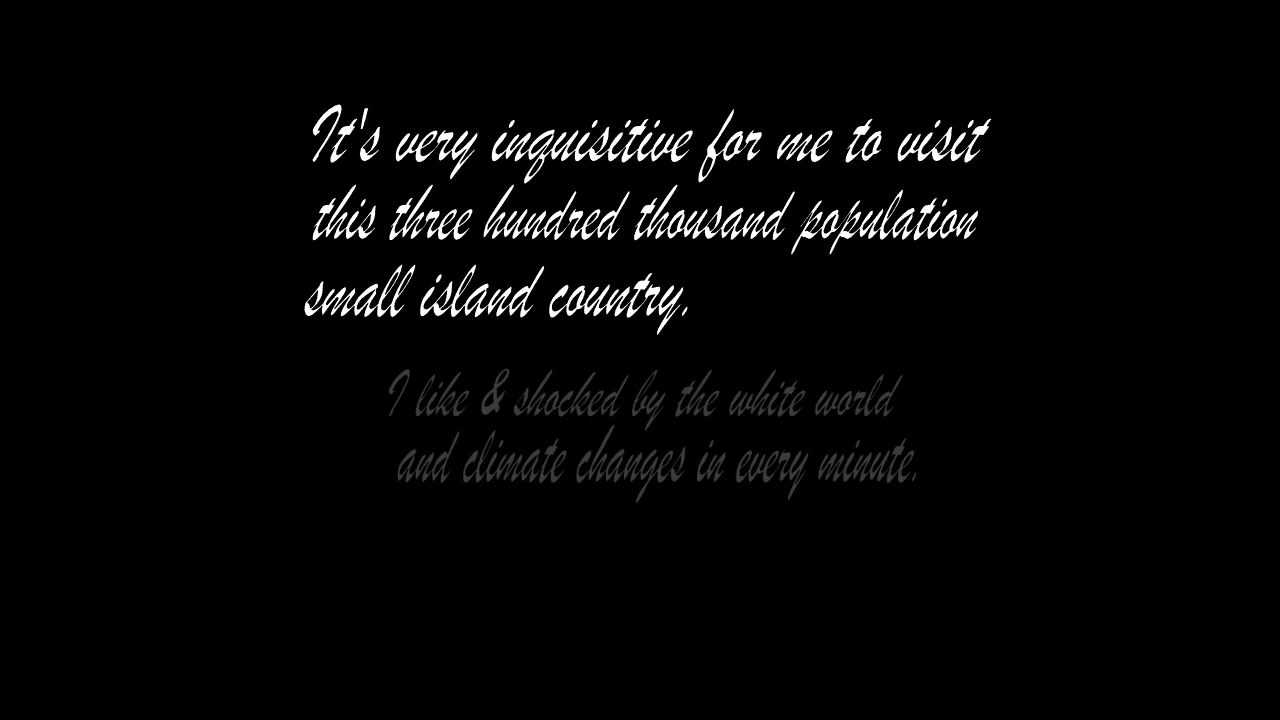 It's very inquisitive for me to visit
this three hundred thousand population
small island country.
I like & shocked by the white world
and climate changes in every minute.